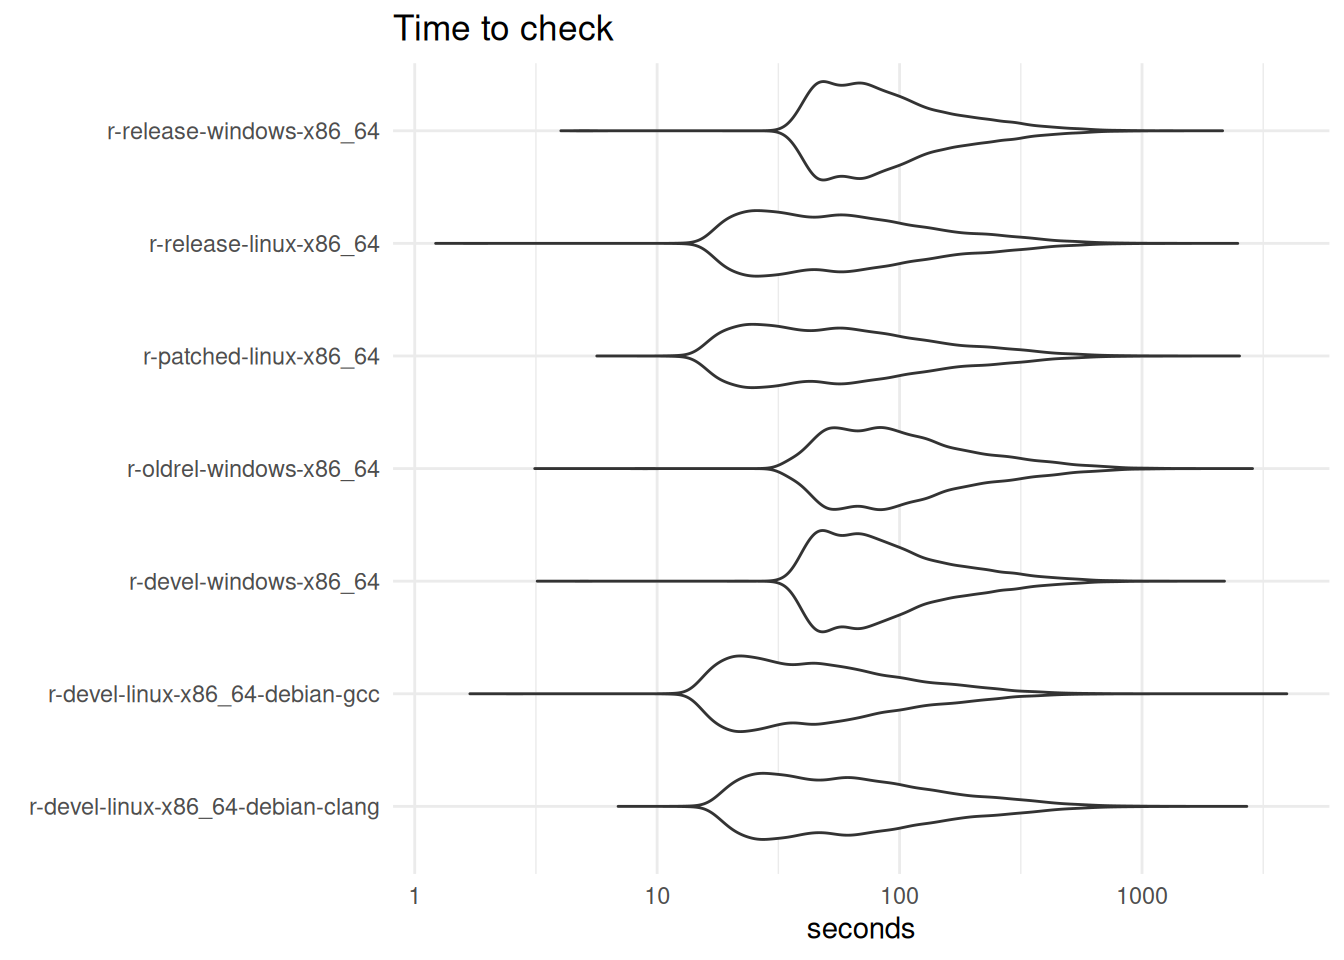 Time to check
r-release-windows-x86_64
r-release-linux-x86_64
r-patched-linux-x86_64
r-oldrel-windows-x86_64
r-devel-windows-x86_64
r-devel-linux-x86_64-debian-gcc
r-devel-linux-x86_64-debian-clang
1 10 100 1000
seconds